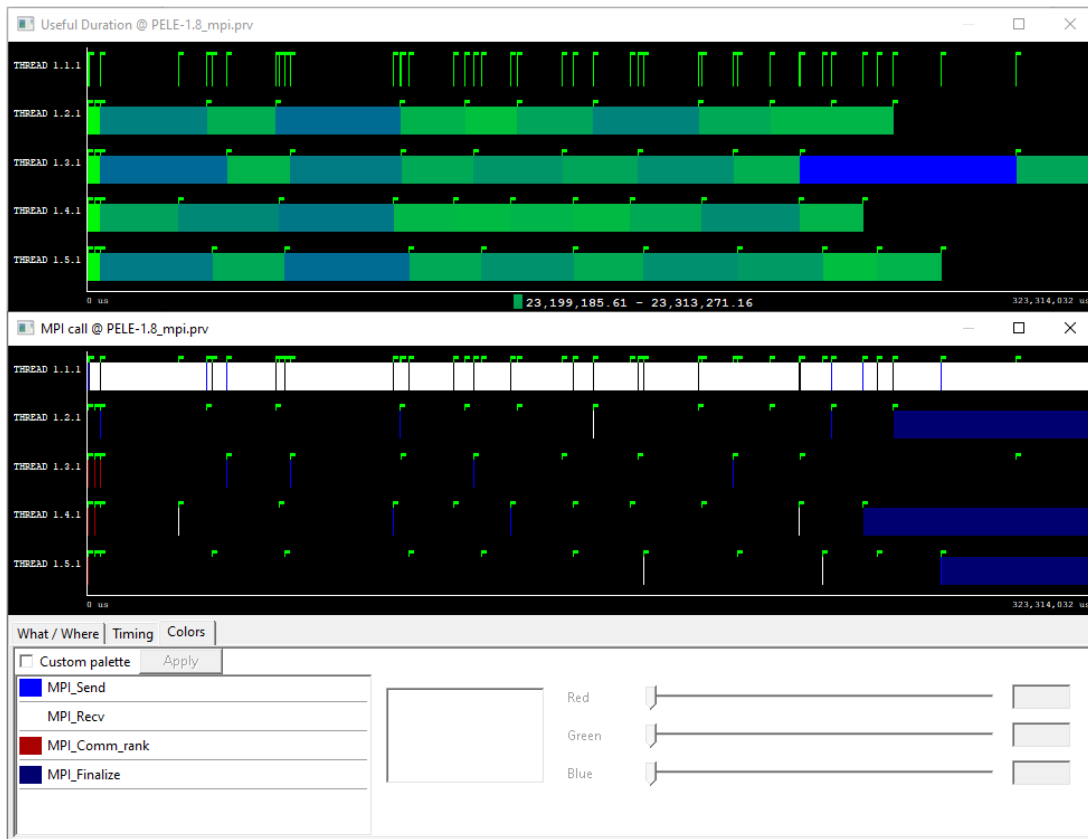 Useful Duration @ PELE-1.8_mpi.prv
THREAD 1.1.1
THREAD 1.2.1
THREAD 1.3.1
THREAD 1.4.1
THREAD 1.5.1
0 us
23,199,185.61 - 23,313,271.16
323,314,032 us
MPI call @ PELE-1.8_mpi.prv
THREAD 1.1.1
THREAD 1.2.1
THREAD 1.3.1
THREAD 1.4.1
THREAD 1.5.1
0 us
323,314,032 us
What / Where
Timing
Colors
Custom palette
Apply
MPI_Send
MPI_Recv
MPI_Comm_rank
MPI_Finalize
Red
Green
Blue